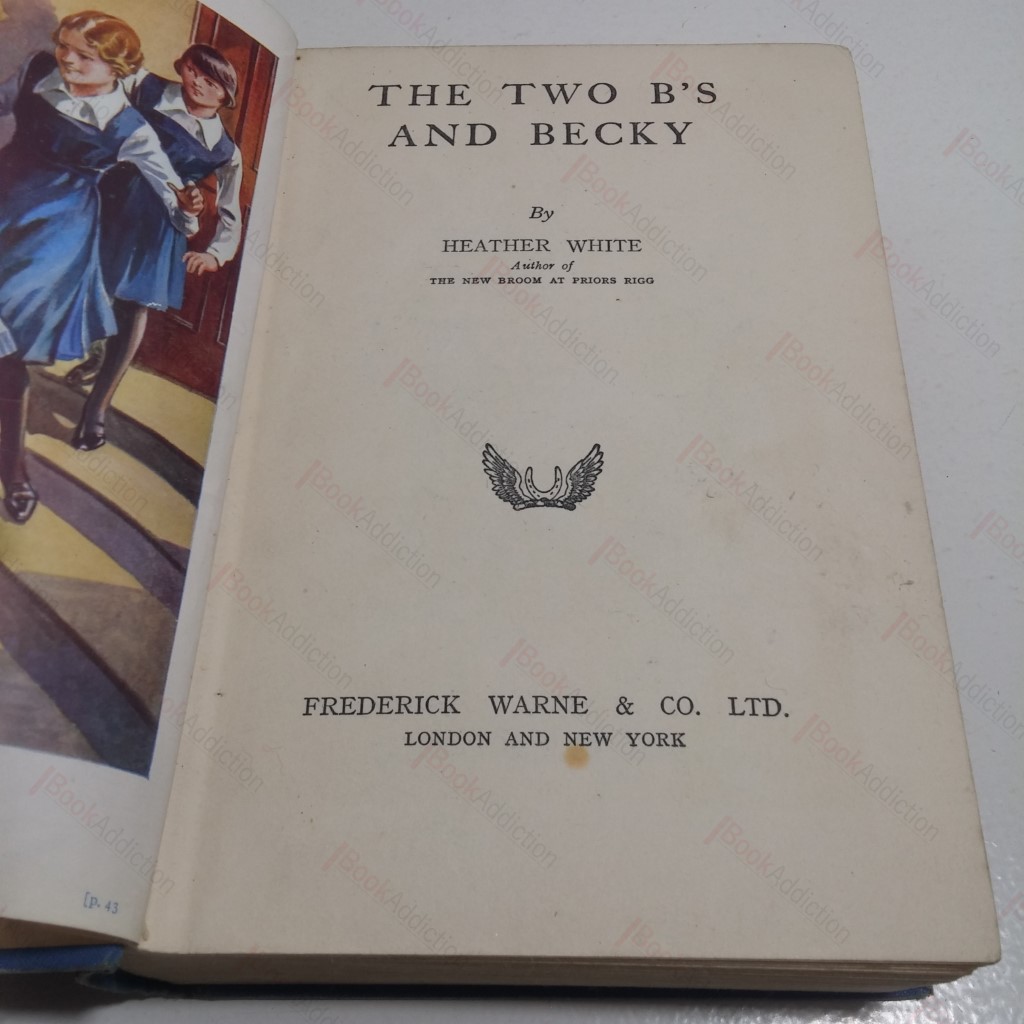 THE TWO B'S
AND BECKY
By
HEATHER WHITE
Author of
THE NEW BROOM AT PRIORS RIGG
FREDERICK WARNE & CO. LTD.
LONDON AND NEW YORK
[p. 43
BookAddiction